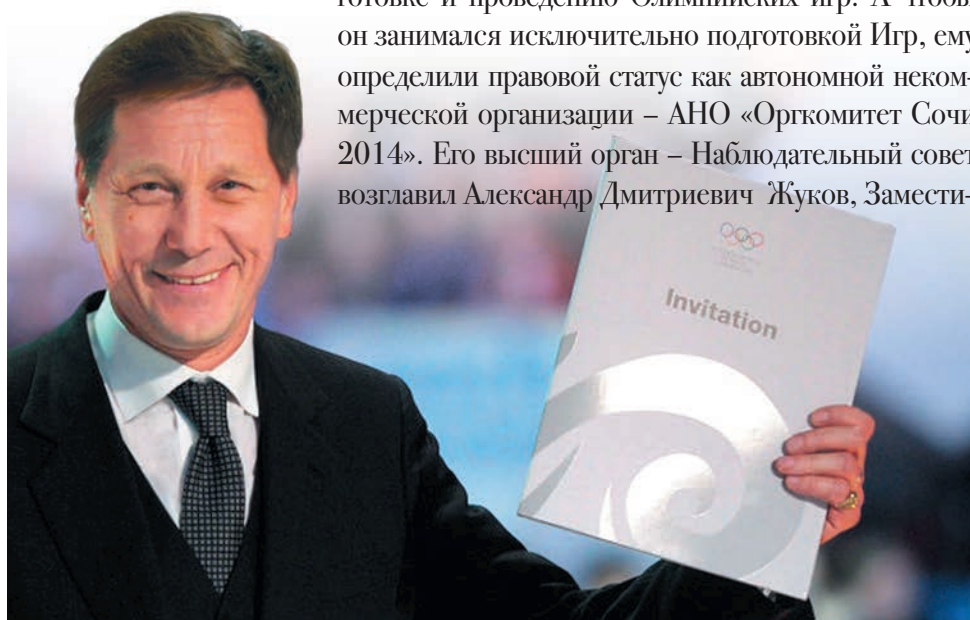 готовке и проведению Олимпийских игр. А чтобы
он занимался исключительно подготовкой Игр, ему
определили правовой статус как автономной неком-
мерческой организации – АНО «Оргкомитет Сочи
2014». Его высший орган – Наблюдательный совет
возглавил Александр Дмитриевич Жуков, Замести-
Invitation